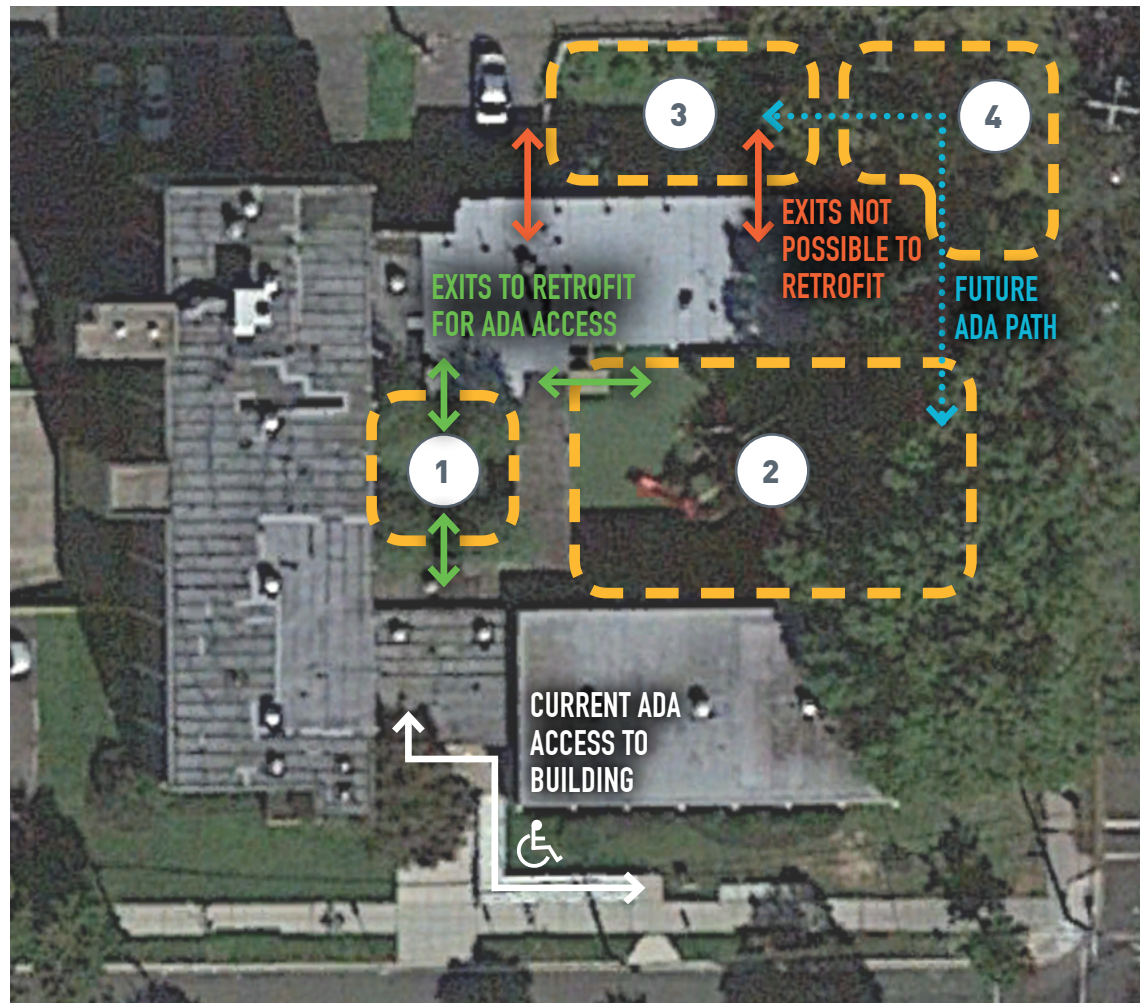 3
4
EXITS NOT
POSSIBLE TO
RETROFIT
EXITS TO RETROFIT
FOR ADA ACCESS
FUTURE
ADA PATH
1
2
CURRENT ADA
ACCESS TO
BUILDING